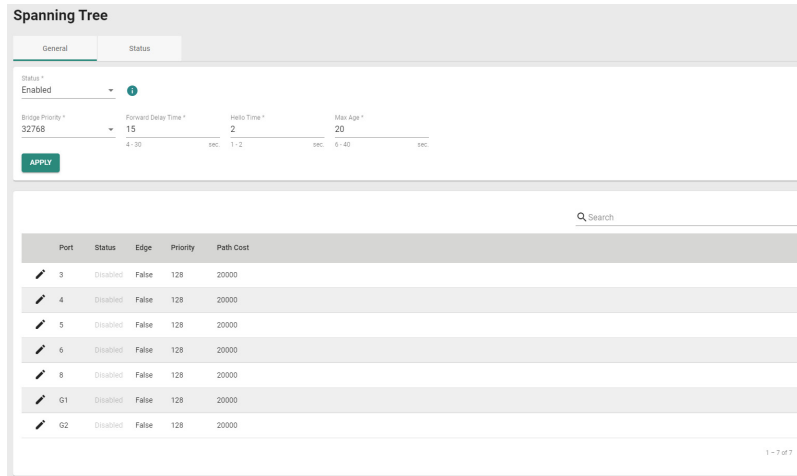 Spanning Tree
General Status
Status *
Enabled
Bridge Priority * Forward Delay Time * Hello Time * Max Age *
32768 15 2 20
4 - 30 sec. 1 - 2 sec. 6 - 40 sec.
APPLY
Search
Port Status Edge Priority Path Cost
3 Disabled False 128 20000
4 Disabled False 128 20000
5 Disabled False 128 20000
6 Disabled False 128 20000
8 Disabled False 128 20000
G1 Disabled False 128 20000
G2 Disabled False 128 20000
1 – 7 of 7